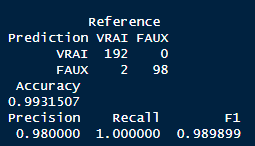 Reference
Prediction VRAI FAUX
VRAI 192 0
FAUX 2 98
Accuracy
0.9931507
Precision Recall F1
0.980000 1.000000 0.989899